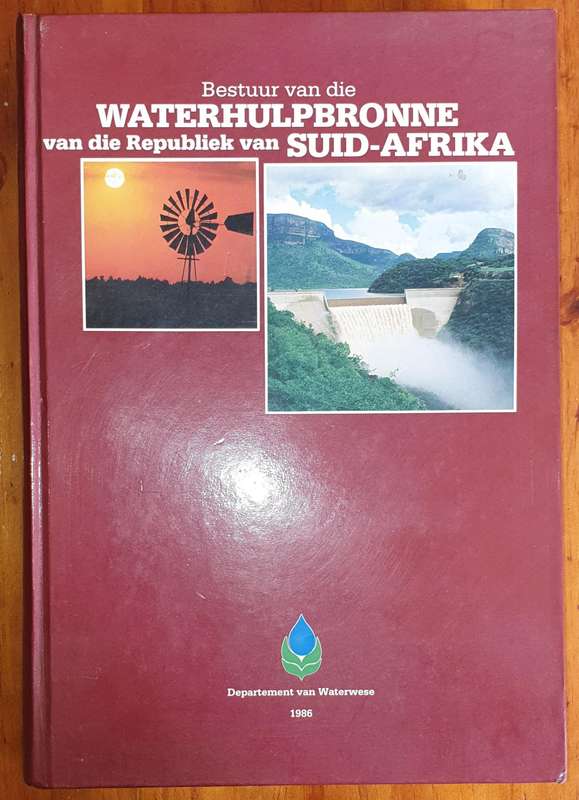 Bestuur van die
WATERHULPBRONNE
van die Republiek van SUID-AFRIKA
Departement van Waterwese
1986